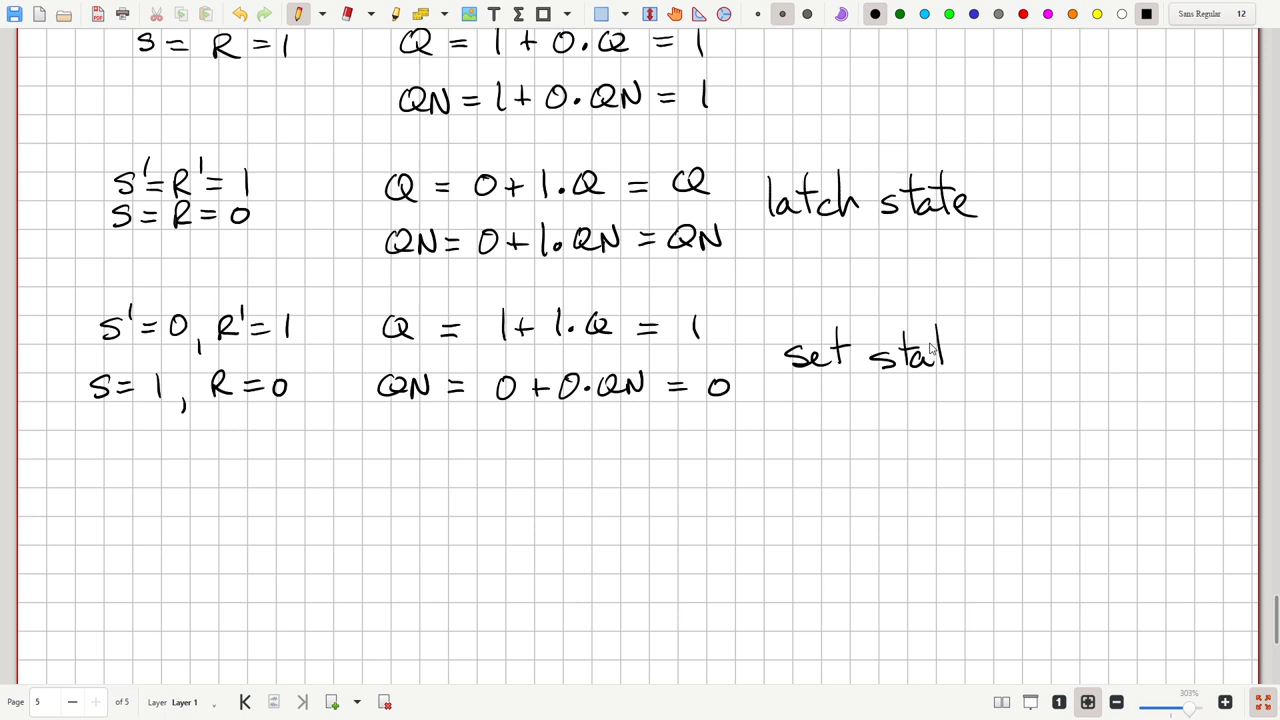 Sans Regular 12
S = R = 1 Q = 1 + 0.Q = 1
QN = 1 + 0.QN = 1
S' = R' = 1 Q = 0 + 1.Q = Q latch state
S = R = 0
QN = 0 + 1.QN = QN
S' = 0, R' = 1 Q = 1 + 1.Q = 1 set stat
S = 1, R = 0 QN = 0 + 0.QN = 0
Page 5 of 5 Layer Layer 1 303%